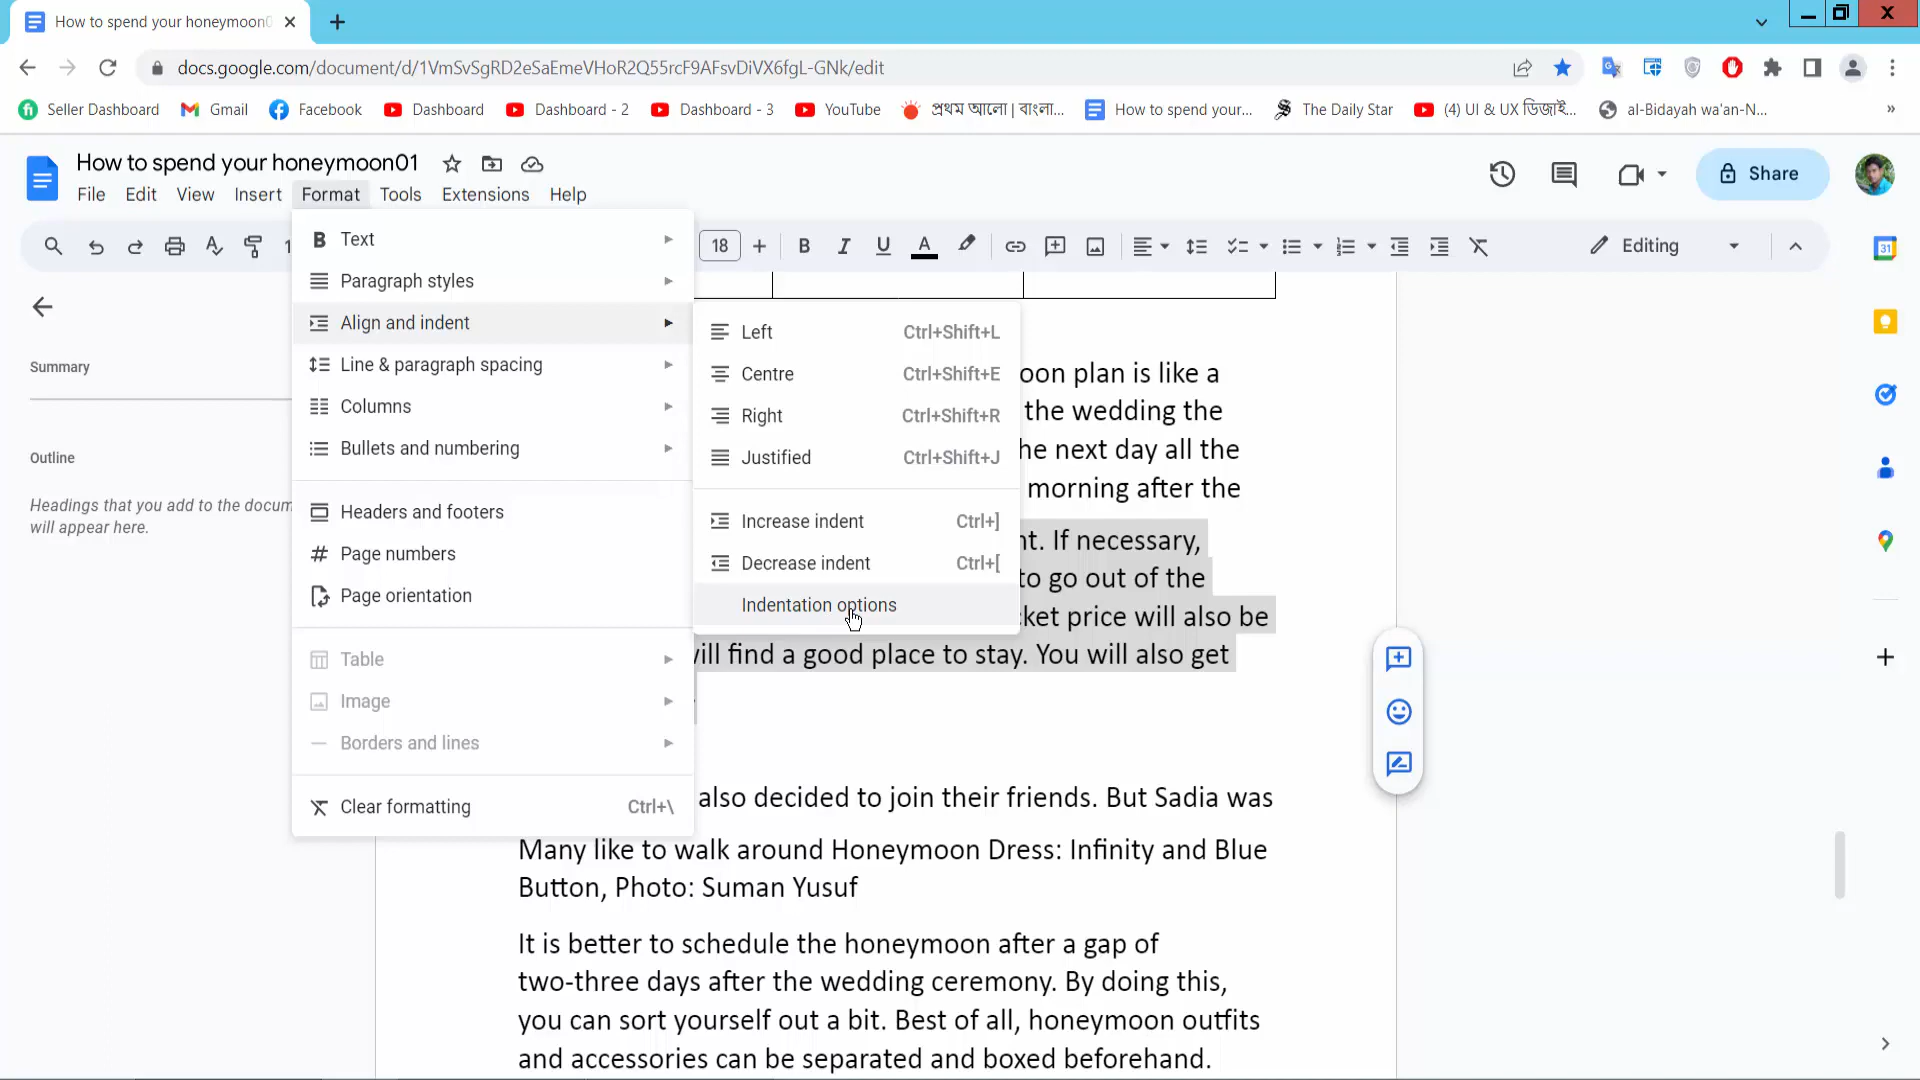 How to spend your honeymoon0
docs.google.com/document/d/1VmSvSgRD2eSaEmeVHoR2Q55rcF9AFsvDiVX6fgL-GNk/edit
Seller Dashboard
Gmail
Facebook
Dashboard
Dashboard - 2
Dashboard - 3
YouTube
প্রথম আলো | বাংলা...
How to spend your...
The Daily Star
(4) UI & UX ডিজাই...
al-Bidayah wa'an-N...
»
How to spend your honeymoon01
File Edit View Insert Format Tools Extensions Help
Share
18
Editing
31
Summary
Outline
Headings that you add to the docum
will appear here.
Text
Paragraph styles
Align and indent
Line & paragraph spacing
Columns
Bullets and numbering
Headers and footers
Page numbers
Page orientation
Table
Image
Borders and lines
Clear formatting Ctrl+\
Left Ctrl+Shift+L
Centre Ctrl+Shift+E
Right Ctrl+Shift+R
Justified Ctrl+Shift+J
Increase indent Ctrl+]
Decrease indent Ctrl+[
Indentation options
oon plan is like a
the wedding the
he next day all the
morning after the
nt. If necessary,
to go out of the
cket price will also be
will find a good place to stay. You will also get
also decided to join their friends. But Sadia was
Many like to walk around Honeymoon Dress: Infinity and Blue
Button, Photo: Suman Yusuf
It is better to schedule the honeymoon after a gap of
two-three days after the wedding ceremony. By doing this,
you can sort yourself out a bit. Best of all, honeymoon outfits
and accessories can be separated and boxed beforehand.